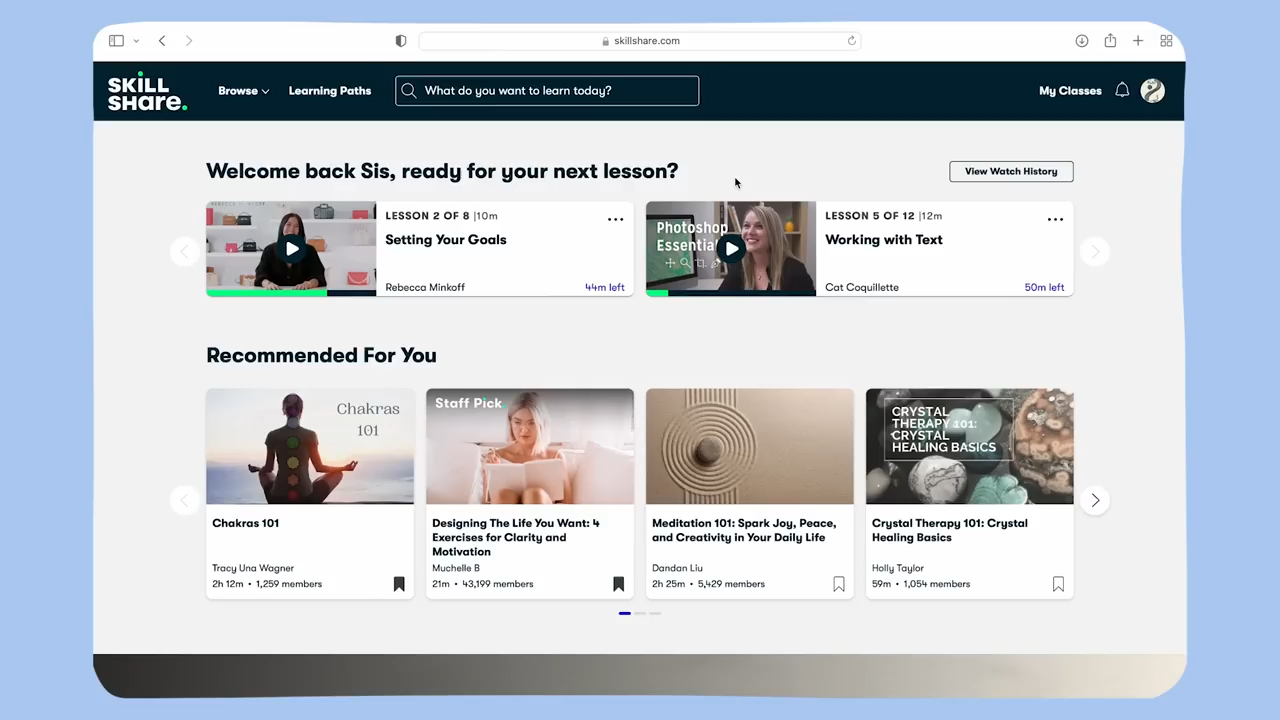 skillshare.com
SKILL
SHARE.
Browse
Learning Paths
What do you want to learn today?
My Classes
Welcome back Sis, ready for your next lesson?
View Watch History
LESSON 2 OF 8 |10m
Setting Your Goals
Rebecca Minkoff
44m left
Photoshop
Essential
LESSON 5 OF 12 |12m
Working with Text
Cat Coquillette
50m left
Recommended For You
Chakras
101
Chakras 101
Tracy Una Wagner
2h 12m • 1,259 members
Staff Pick
Designing The Life You Want: 4
Exercises for Clarity and
Motivation
Muchelle B
21m • 43,199 members
Meditation 101: Spark Joy, Peace,
and Creativity in Your Daily Life
Dandan Liu
2h 25m • 5,429 members
CRYSTAL
THERAPY 101:
CRYSTAL
HEALING BASICS
Crystal Therapy 101: Crystal
Healing Basics
Holly Taylor
59m • 1,054 members